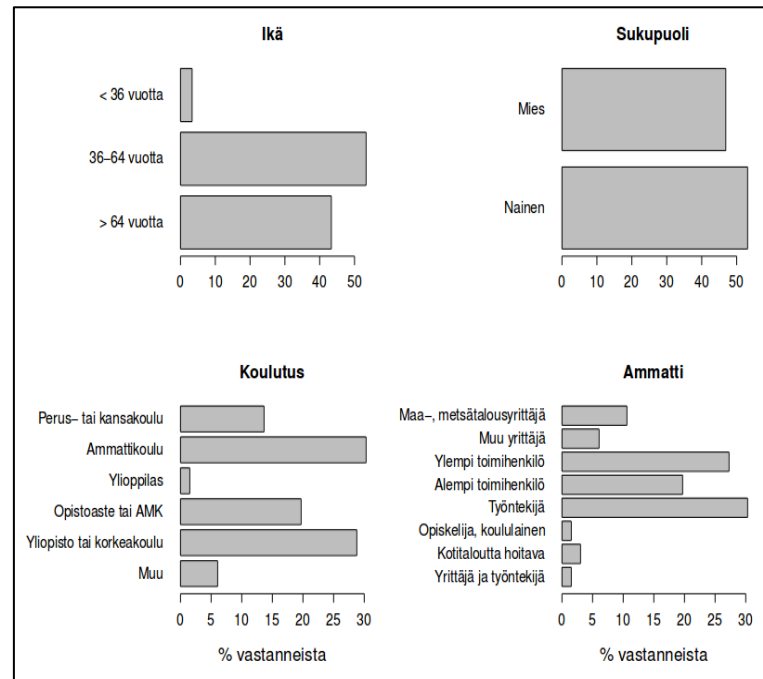 Ikä
< 36 vuotta
36–64 vuotta
> 64 vuotta
0 10 20 30 40 50
Sukupuoli
Mies
Nainen
0 10 20 30 40 50
Koulutus
Perus– tai kansakoulu
Ammattikoulu
Ylioppilas
Opistoaste tai AMK
Yliopisto tai korkeakoulu
Muu
0 5 10 15 20 25 30
% vastanneista
Ammatti
Maa–, metsätalousyrittäjä
Muu yrittäjä
Ylempi toimihenkilö
Alempi toimihenkilö
Työntekijä
Opiskelija, koululainen
Kotitaloutta hoitava
Yrittäjä ja työntekijä
0 5 10 15 20 25 30
% vastanneista